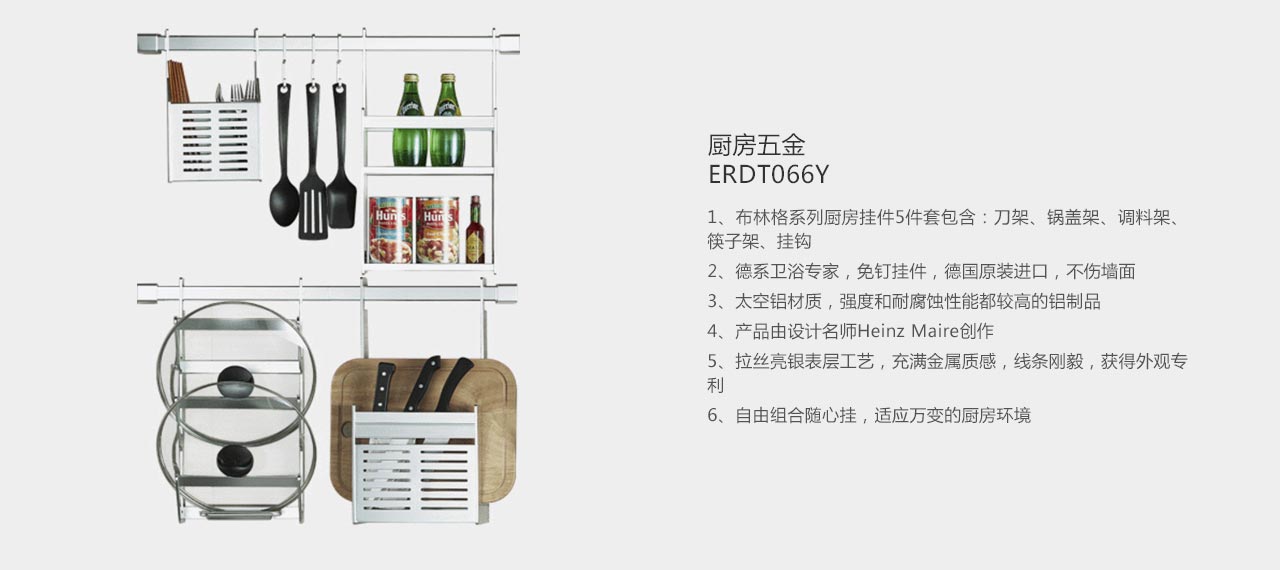 厨房五金
ERDT066Y
1、布林格系列厨房挂件5件套包含：刀架、锅盖架、调料架、
筷子架、挂钩
2、德系卫浴专家，免钉挂件，德国原装进口，不伤墙面
3、太空铝材质，强度和耐腐蚀性能都较高的铝制品
4、产品由设计名师Heinz Maire创作
5、拉丝亮银表层工艺，充满金属质感，线条刚毅，获得外观专
利
6、自由组合随心挂，适应万变的厨房环境
Perrier
Perrier
Hunt's
Hunt's